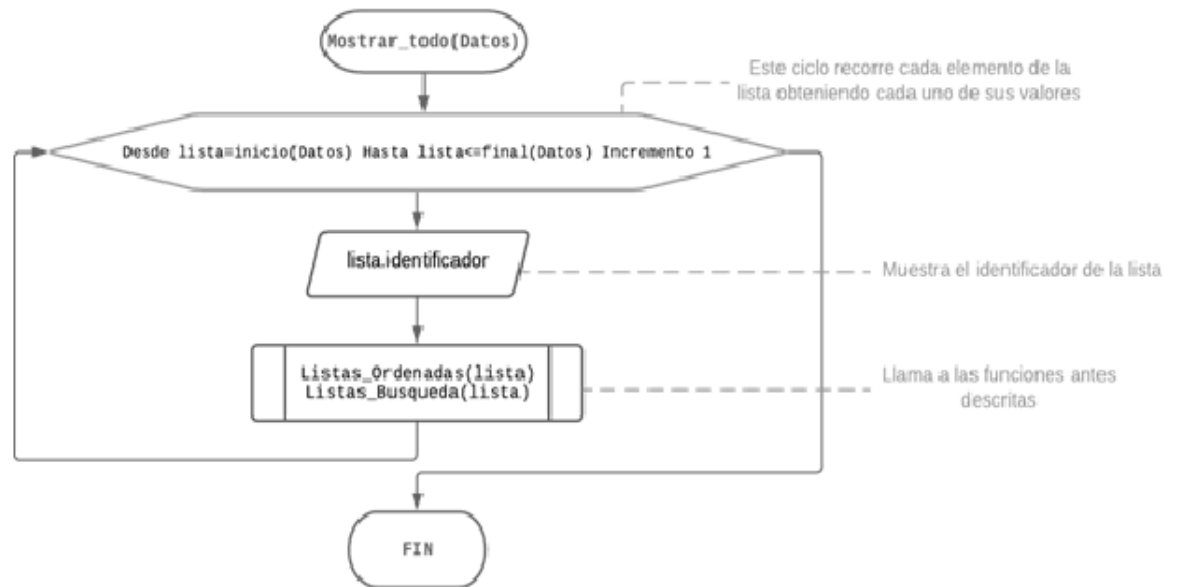 Mostrar_todo(Datos)
Este ciclo recorre cada elemento de la
lista obteniendo cada uno de sus valores
Desde lista=inicio(Datos) Hasta lista<=final(Datos) Incremento 1
lista.identificador
Muestra el identificador de la lista
Listas_Ordenadas(lista)
Listas_Busqueda(lista)
Llama a las funciones antes
descritas
FIN